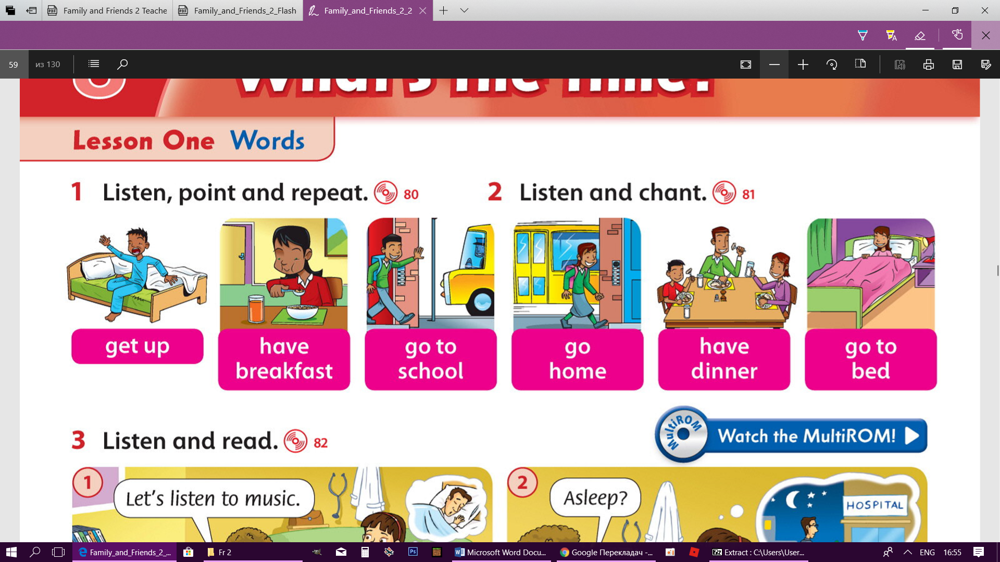 Family and Friends 2 Teache
Family_and_Friends_2_Flash
Family_and_Friends_2_2
59
из 130
What's the time?
Lesson One Words
1 Listen, point and repeat. 80
2 Listen and chant. 81
get up
have
breakfast
go to
school
go
home
have
dinner
go to
bed
MultiROM
Watch the MultiROM!
3 Listen and read. 82
1
Let's listen to music.
2
Asleep?
HOSPITAL
Family_and_Friends_2_...
Fr 2
Microsoft Word Docu...
Google Перекладач -...
Extract : C:\Users\User...
ENG
16:55